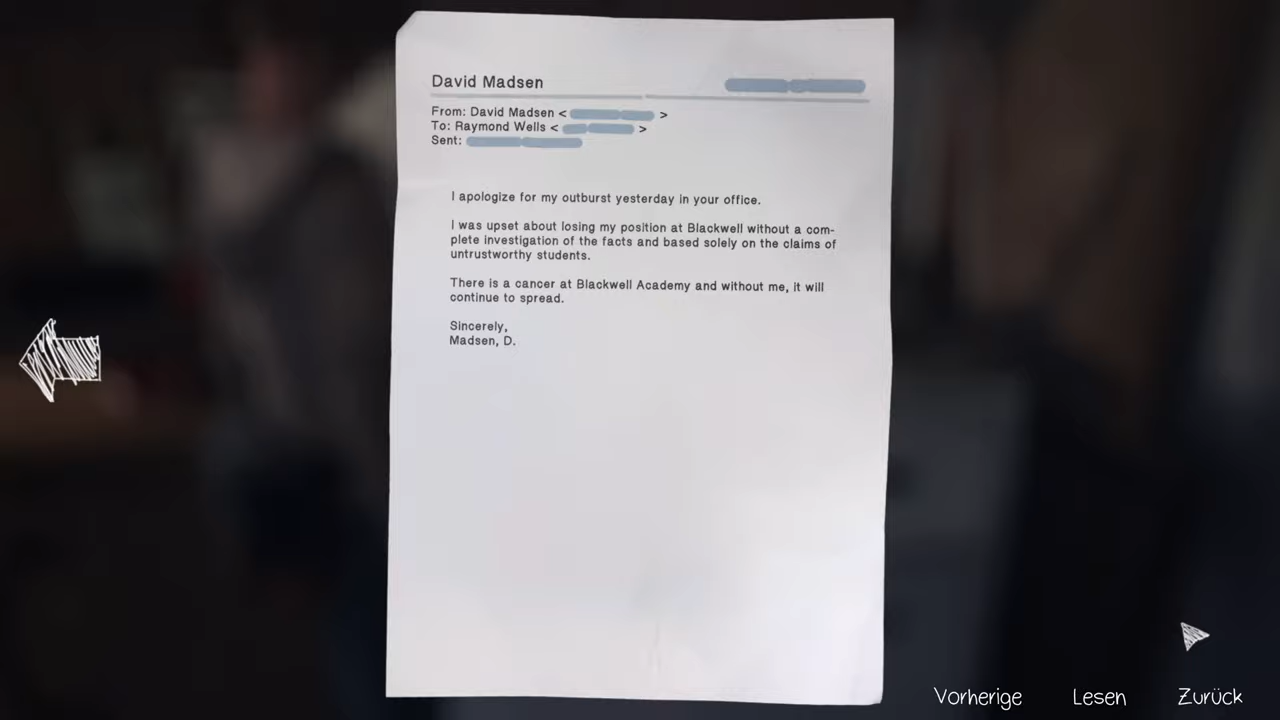 David Madsen
From: David Madsen < >
To: Raymond Wells < >
Sent:
I apologize for my outburst yesterday in your office.
I was upset about losing my position at Blackwell without a com-
plete investigation of the facts and based solely on the claims of
untrustworthy students.
There is a cancer at Blackwell Academy and without me, it will
continue to spread.
Sincerely,
Madsen, D.
Vorherige Lesen Zurück